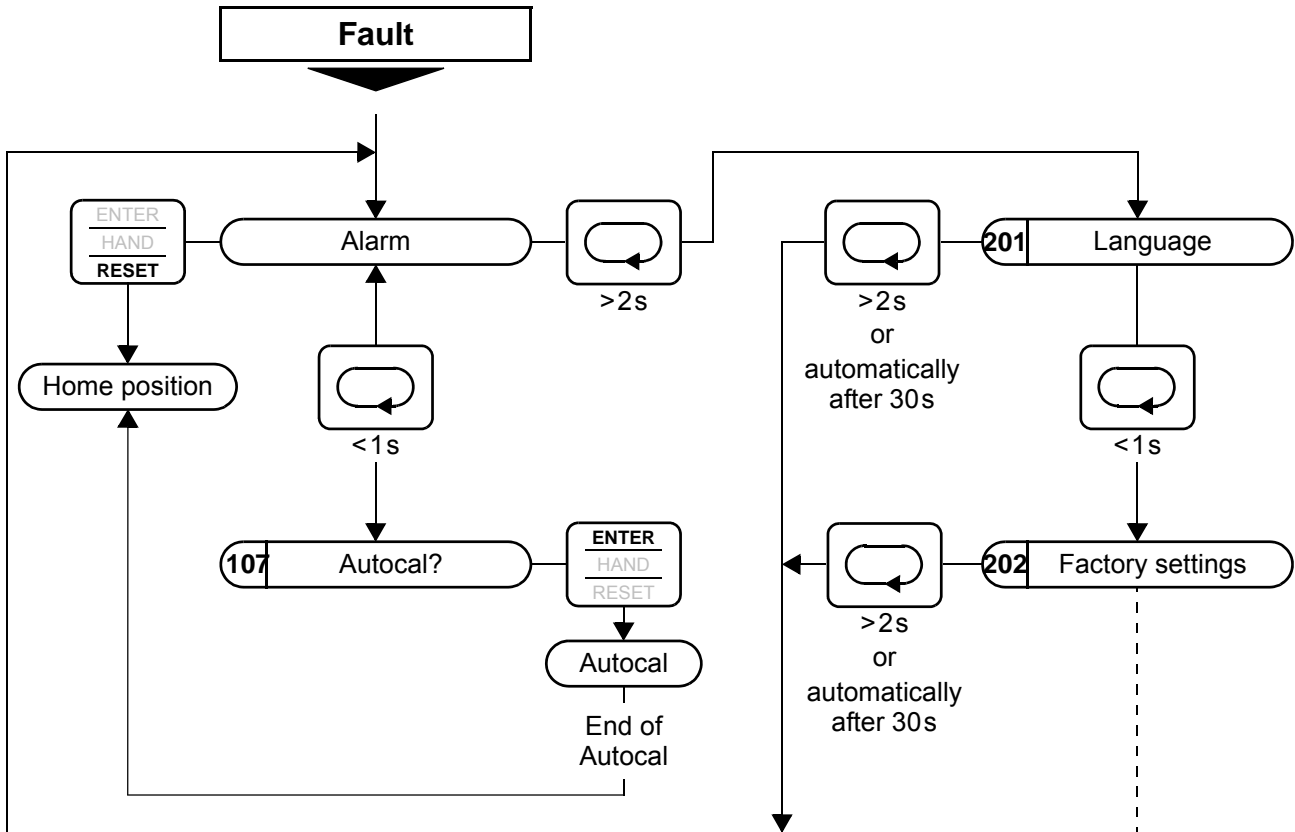 Fault
ENTER
HAND
RESET
Alarm
>2s
201 Language
>2s
or
automatically
after 30s
Home position
<1s
<1s
107 Autocal?
ENTER
HAND
RESET
202 Factory settings
>2s
or
automatically
after 30s
Autocal
End of
Autocal